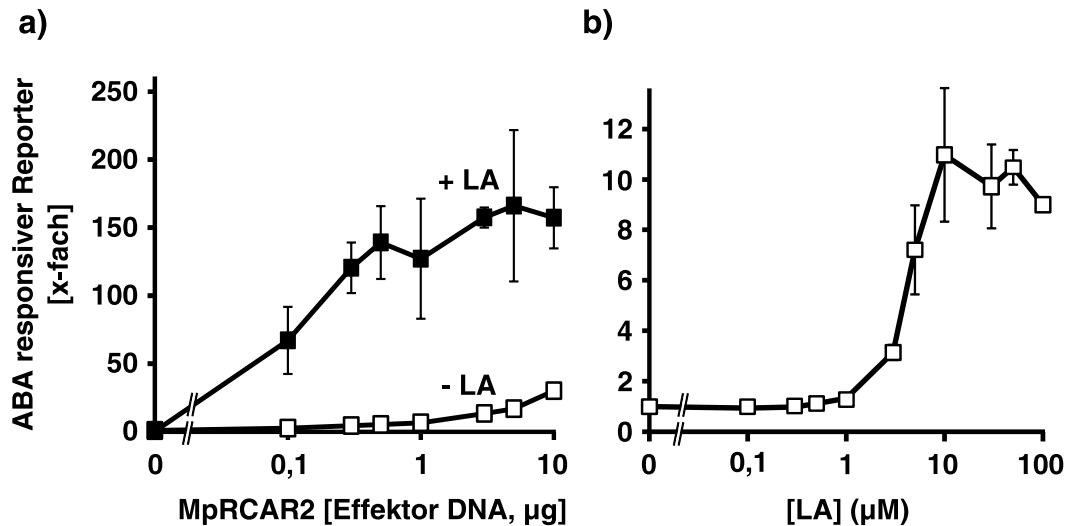 a)
ABA responsiver Reporter
[x-fach]
250
200
150
100
50
0
+ LA
- LA
0
0,1
1
10
MpRCAR2 [Effektor DNA, µg]
b)
12
10
8
6
4
2
0
0
0,1
1
10
100
[LA] (µM)